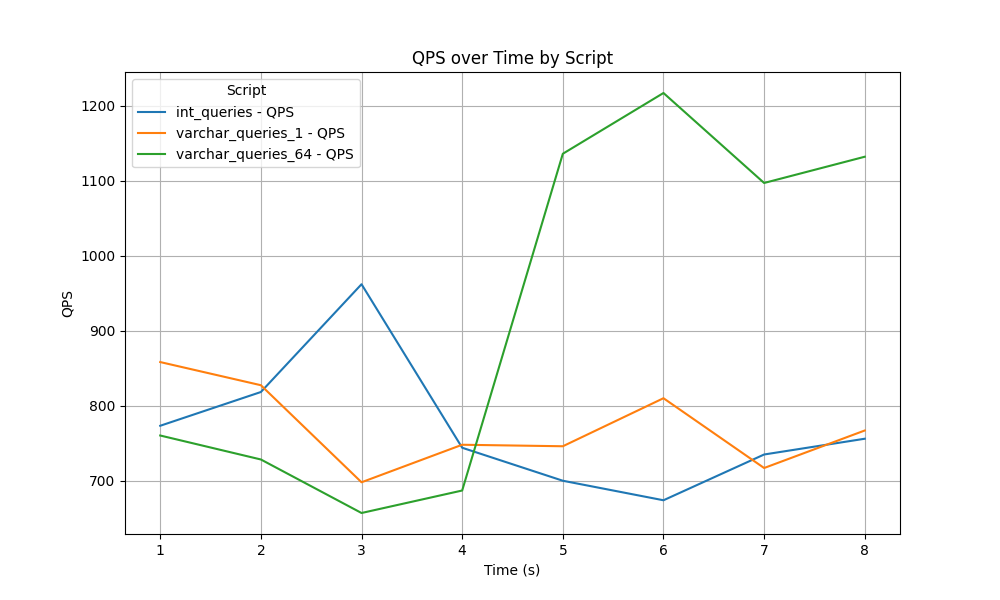 QPS over Time by Script
Script
int_queries - QPS
varchar_queries_1 - QPS
varchar_queries_64 - QPS
QPS
1200
1100
1000
900
800
700
1 2 3 4 5 6 7 8
Time (s)